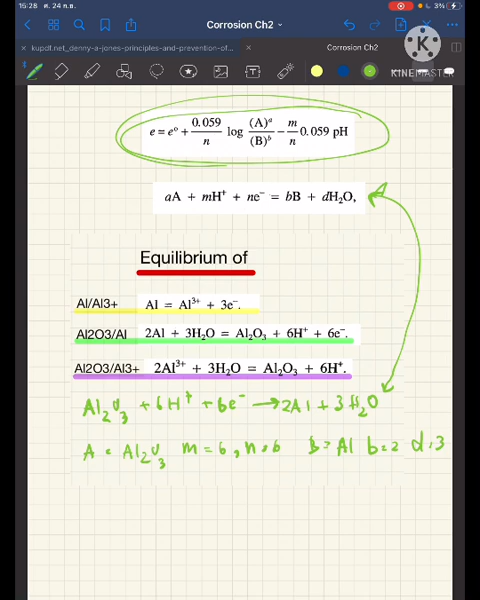 15:28 ศ. 24 ก.ย. 3%
Corrosion Ch2
kupdf.net_denny-a-jones-principles-and-prevention-of...
Corrosion Ch2
K
KINEMASTER
e = e° + 0.059/n log (A)ᵃ/(B)ᵇ − m/n 0.059 pH
aA + mH⁺ + ne⁻ = bB + dH₂O,
Equilibrium of
Al/Al3+ Al = Al³⁺ + 3e⁻.
Al2O3/Al 2Al + 3H₂O = Al₂O₃ + 6H⁺ + 6e⁻.
Al2O3/Al3+ 2Al³⁺ + 3H₂O = Al₂O₃ + 6H⁺.
Al₂O₃ + 6H⁺ + 6e⁻ → 2Al + 3H₂O
A = Al₂O₃ m = 6, n = 6 B = Al b = 2 d = 3